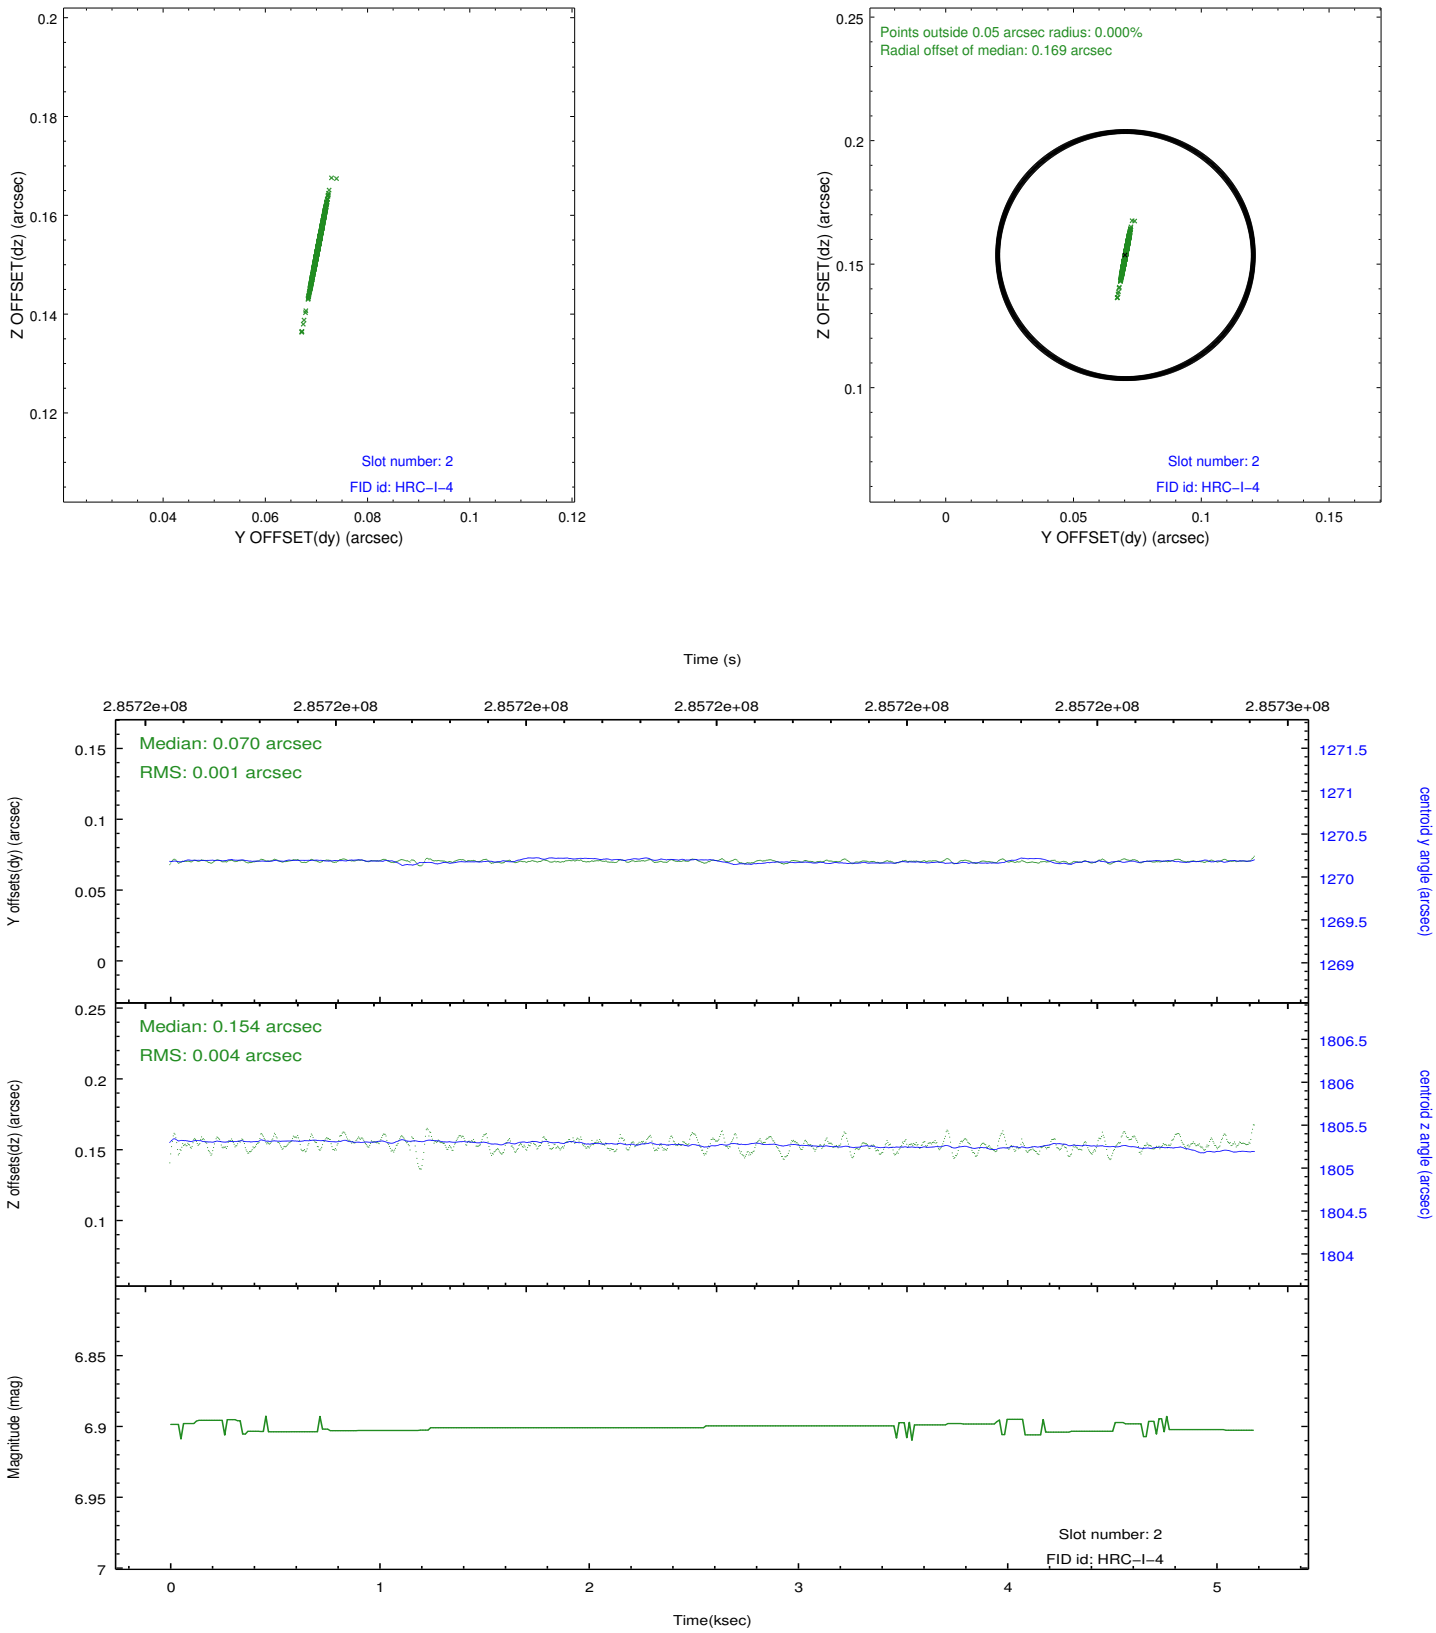 0.2
0.18
0.16
0.14
0.12
Z OFFSET(dz) (arcsec)
Slot number: 2
FID id: HRC−I−4
0.04 0.06 0.08 0.1 0.12
Y OFFSET(dy) (arcsec)
0.25
0.2
0.15
0.1
Z OFFSET(dz) (arcsec)
Points outside 0.05 arcsec radius: 0.000%
Radial offset of median: 0.169 arcsec
Slot number: 2
FID id: HRC−I−4
0 0.05 0.1 0.15
Y OFFSET(dy) (arcsec)
Time (s)
2.8572e+08 2.8572e+08 2.8572e+08 2.8572e+08 2.8572e+08 2.8572e+08 2.8573e+08
Median: 0.070 arcsec
RMS: 0.001 arcsec
0.15
0.1
0.05
0
Y offsets(dy) (arcsec)
1271.5
1271
1270.5
1270
1269.5
1269
centroid y angle (arcsec)
Median: 0.154 arcsec
RMS: 0.004 arcsec
0.25
0.2
0.15
0.1
Z offsets(dz) (arcsec)
1806.5
1806
1805.5
1805
1804.5
1804
centroid z angle (arcsec)
6.85
6.9
6.95
7
Magnitude (mag)
Slot number: 2
FID id: HRC−I−4
0 1 2 3 4 5
Time(ksec)